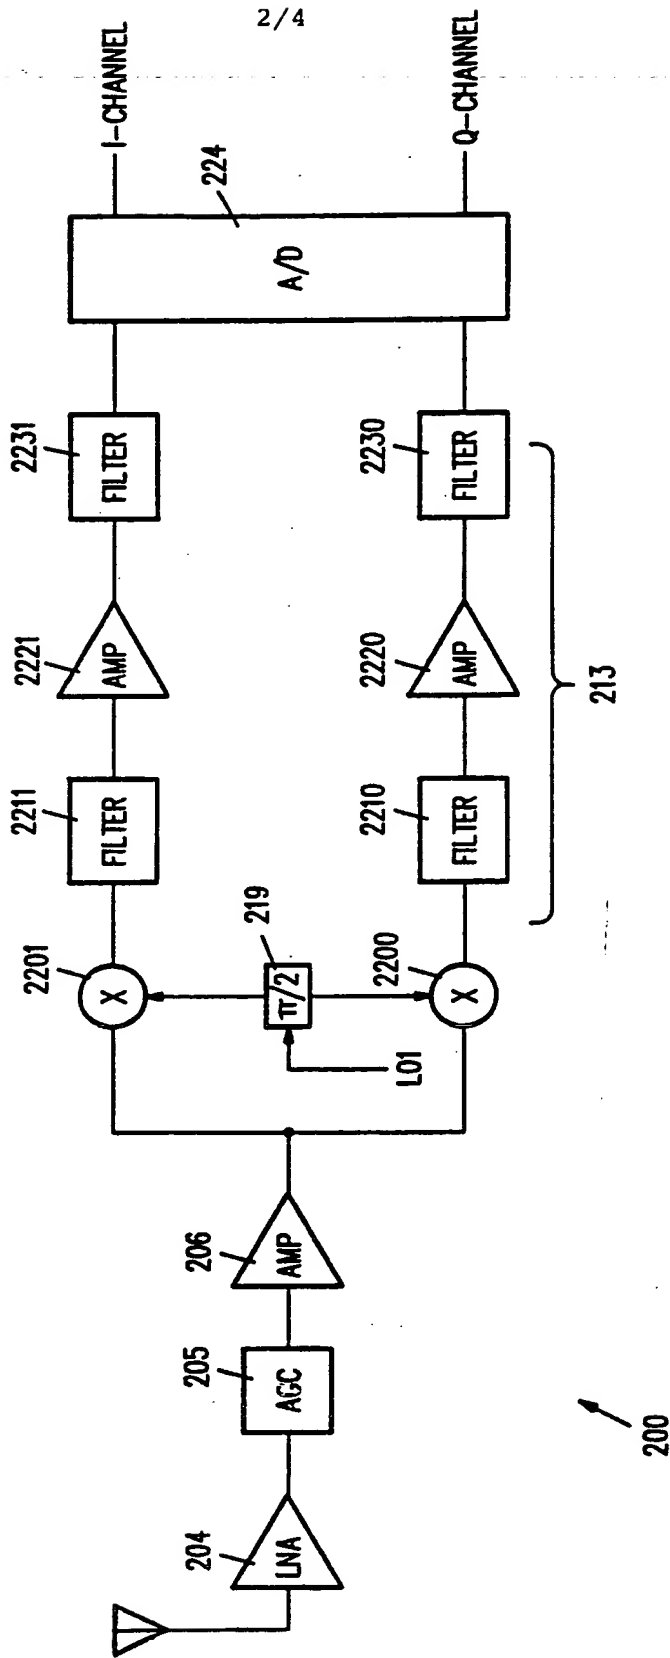 2/4
I-CHANNEL
Q-CHANNEL
224
A/D
2231
FILTER
2230
FILTER
2221
AMP
2220
AMP
213
2211
FILTER
2210
FILTER
2201
X
219
π/2
2200
X
LO1
206
AMP
205
AGC
204
LNA
200